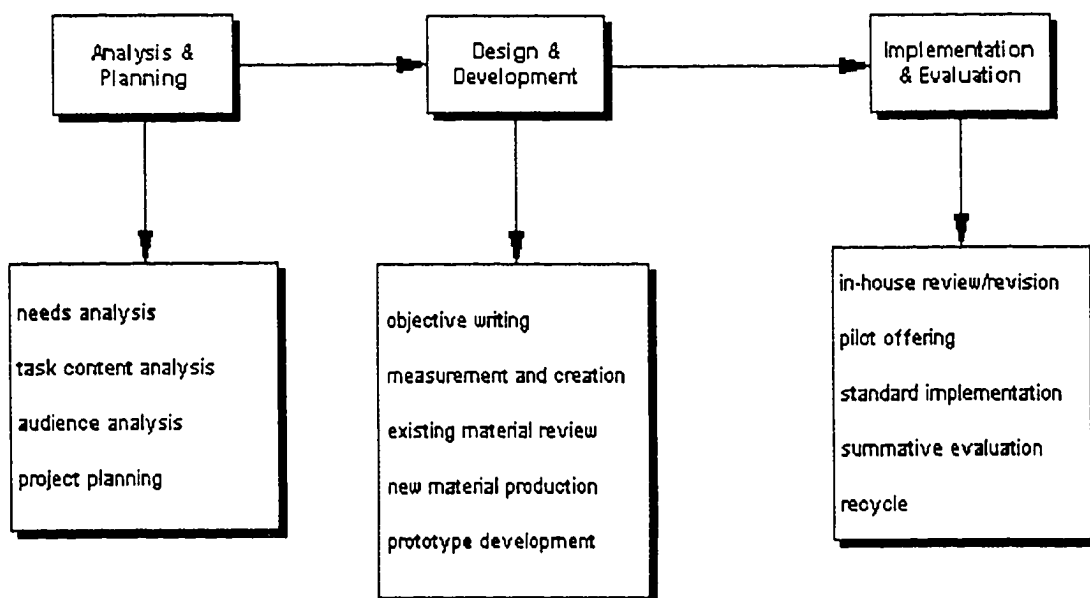 Analysis &
Planning
Design &
Development
Implementation
& Evaluation
needs analysis
task content analysis
audience analysis
project planning
objective writing
measurement and creation
existing material review
new material production
prototype development
in-house review/revision
pilot offering
standard implementation
summative evaluation
recycle